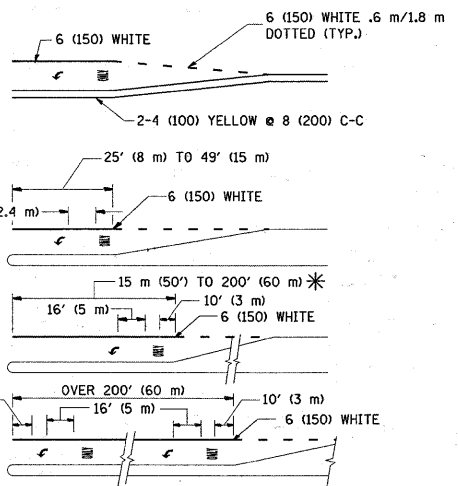 6 (150) WHITE .6 m/1.8 m
DOTTED (TYP.)
6 (150) WHITE
2-4 (100) YELLOW @ 8 (200) C-C
25' (8 m) TO 49' (15 m)
6 (150) WHITE
2.4 m)
15 m (50') TO 200' (60 m) ✳
16' (5 m)
10' (3 m)
6 (150) WHITE
OVER 200' (60 m)
16' (5 m)
10' (3 m)
6 (150) WHITE